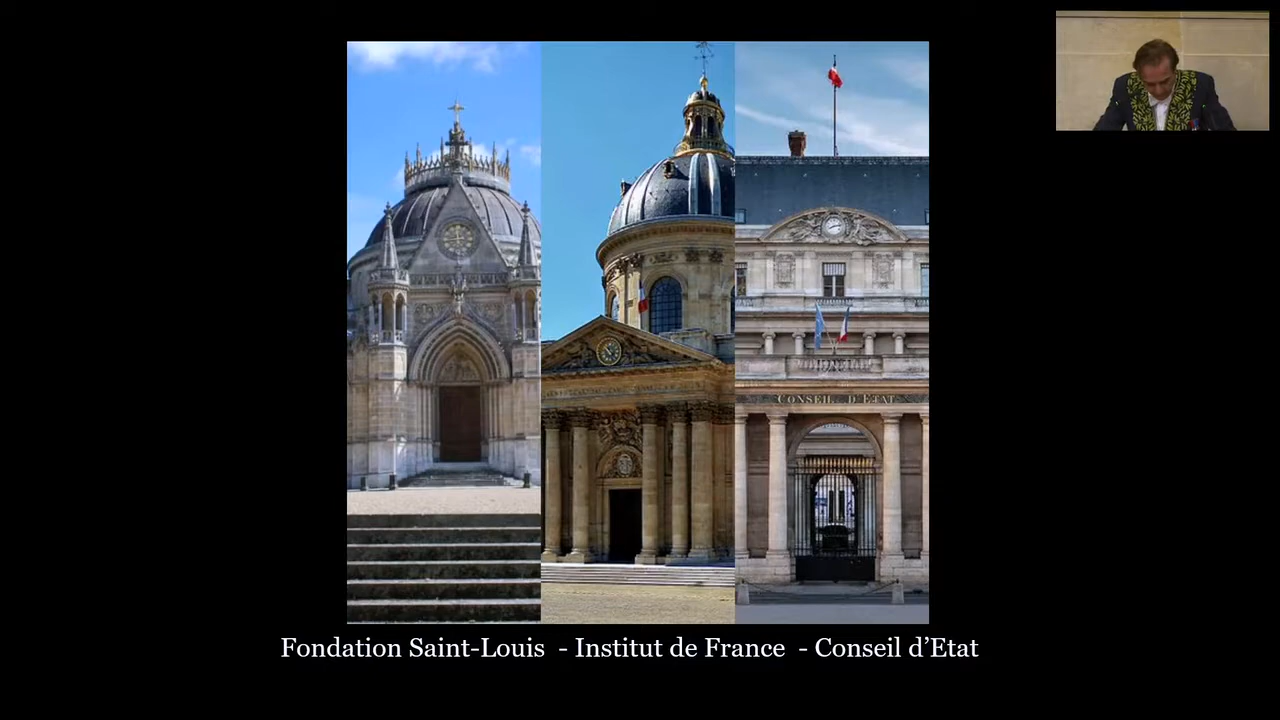 CONSEIL D'ETAT
Fondation Saint-Louis - Institut de France - Conseil d’Etat